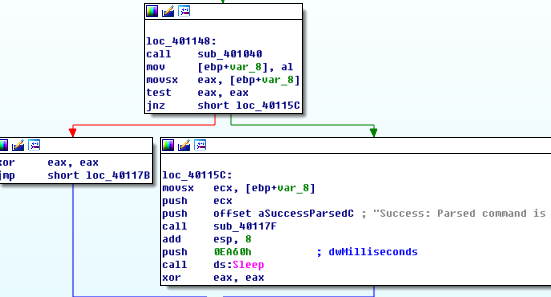 loc_401148:
call sub_401040
mov [ebp+var_8], al
movsx eax, [ebp+var_8]
test eax, eax
jnz short loc_40115C
xor eax, eax
jmp short loc_40117B
loc_40115C:
movsx ecx, [ebp+var_8]
push ecx
push offset aSuccessParsedC ; "Success: Parsed command is
call sub_40117F
add esp, 8
push 0EA60h ; dwMilliseconds
call ds:Sleep
xor eax, eax